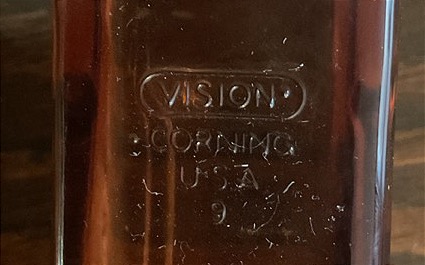 VISION
CORNING
USA
9